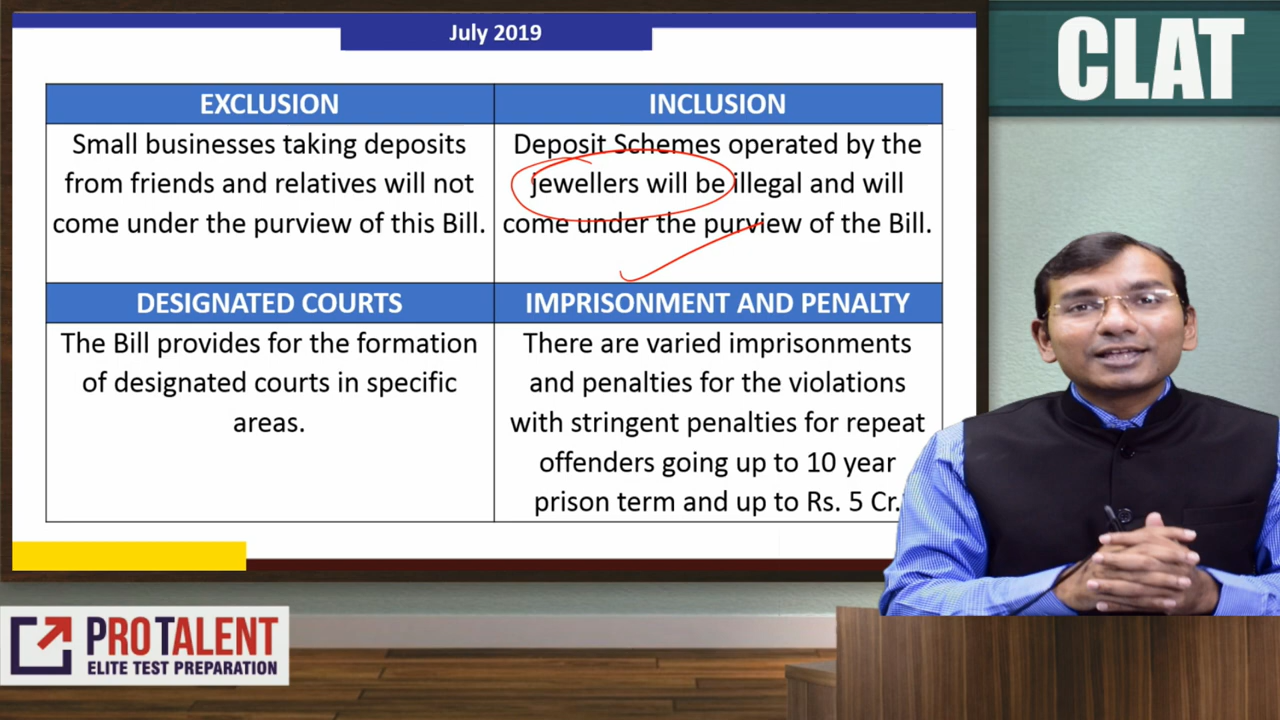 July 2019
CLAT
EXCLUSION
INCLUSION
Small businesses taking deposits
from friends and relatives will not
come under the purview of this Bill.
Deposit Schemes operated by the
jewellers will be illegal and will
come under the purview of the Bill.
DESIGNATED COURTS
IMPRISONMENT AND PENALTY
The Bill provides for the formation
of designated courts in specific
areas.
There are varied imprisonments
and penalties for the violations
with stringent penalties for repeat
offenders going up to 10 year
prison term and up to Rs. 5 Cr.
PROTALENT
ELITE TEST PREPARATION